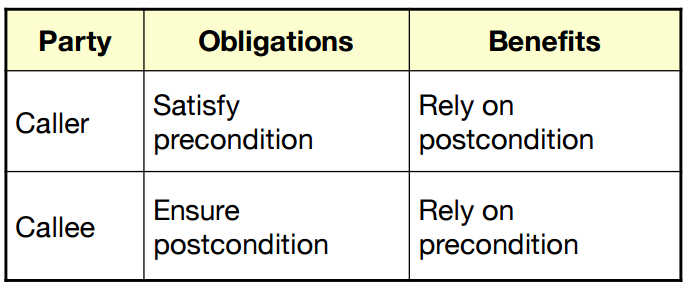 Party Obligations Benefits
Caller Satisfy precondition Rely on postcondition
Callee Ensure postcondition Rely on precondition